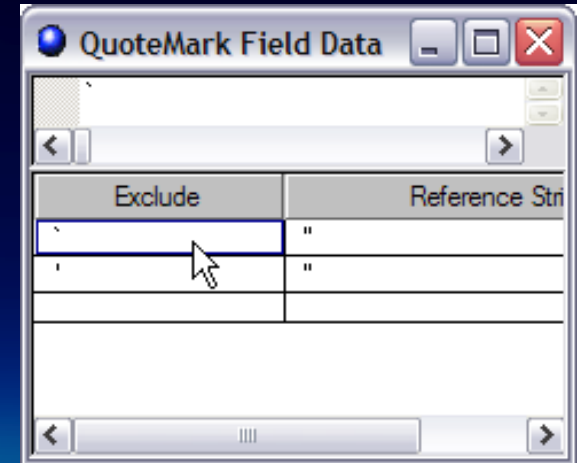 QuoteMark Field Data
`
Exclude Reference Stri
` "
' "